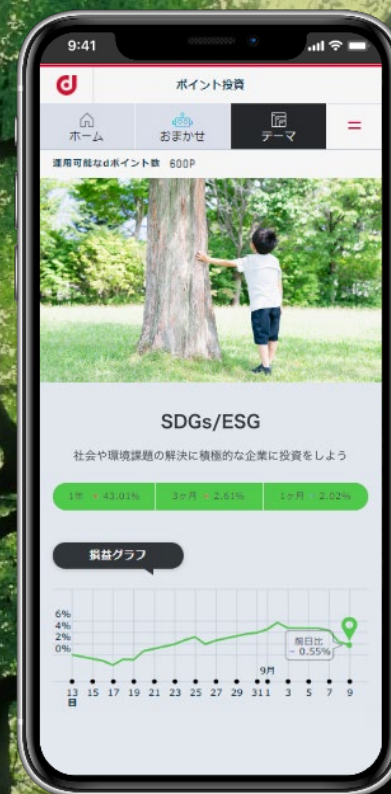 9:41
d
ポイント投資
ホーム おまかせ テーマ
運用可能なdポイント数 600P
SDGs/ESG
社会や環境課題の解決に積極的な企業に投資をしよう
1年 43.01% 3ヶ月 2.61% 1ヶ月 2.02%
損益グラフ
6%
4%
2%
0%
前日比
- 0.55%
9月
13 15 17 19 21 23 25 27 29 31 1 3 5 7 9
日